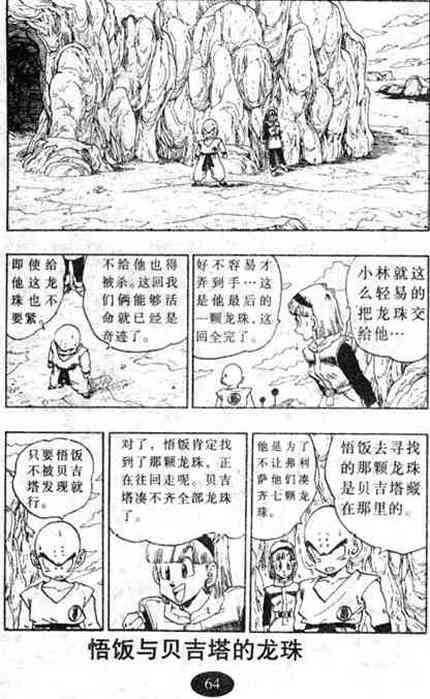 小林就这
么轻易的
把龙珠交
给他…
好不容易才
弄到手…这
是他最后的
一颗龙珠，这
回全完了。
不给他也得
被杀。这回我
们俩能够活
命就已经是
奇迹了。
即使给
他这龙
珠也不
要紧。
悟饭去寻找
的那颗龙珠
是贝吉塔藏
在那里的。
他是为了
不让弗利
萨他们凑
齐七颗龙
珠。
对了，悟饭肯定找
到了那颗龙珠，正
在往回走呢。贝吉
塔凑不齐全部龙珠
了。
只要悟饭
不被贝吉
塔发现就
行。
悟饭与贝吉塔的龙珠
64